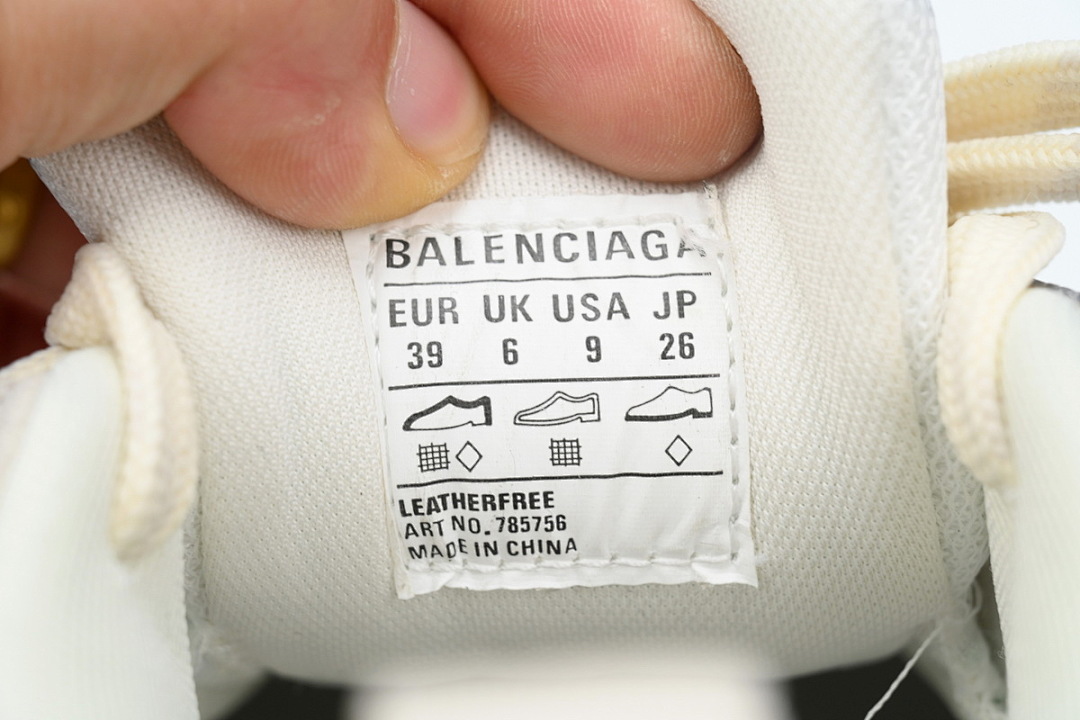 BALENCIAGA
EUR UK USA JP
39 6 9 26
LEATHERFREE
ART NO. 785756
MADE IN CHINA